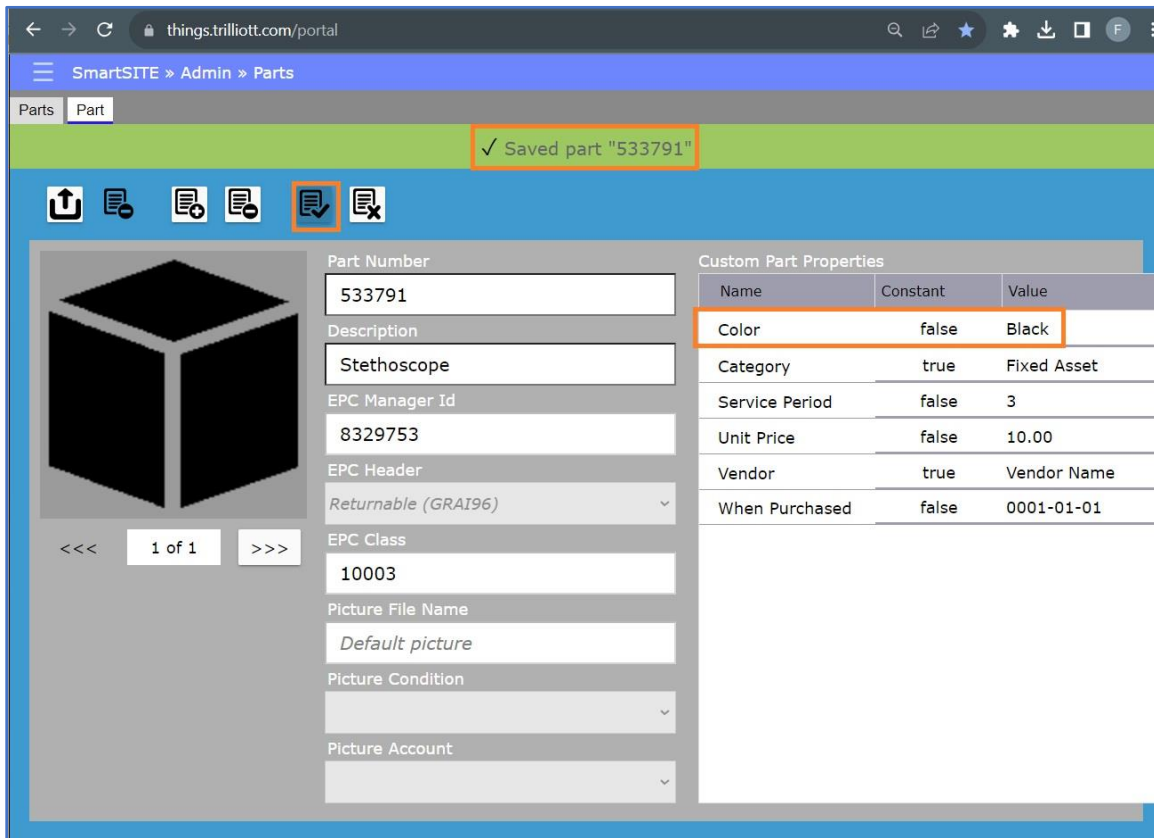 things.trilliott.com/portal
F
SmartSITE » Admin » Parts
Parts Part
✓ Saved part "533791"
Part Number
533791
Description
Stethoscope
EPC Manager Id
8329753
EPC Header
Returnable (GRAI96)
EPC Class
10003
Picture File Name
Default picture
Picture Condition
Picture Account
<<< 1 of 1 >>>
Custom Part Properties
Name Constant Value
Color false Black
Category true Fixed Asset
Service Period false 3
Unit Price false 10.00
Vendor true Vendor Name
When Purchased false 0001-01-01